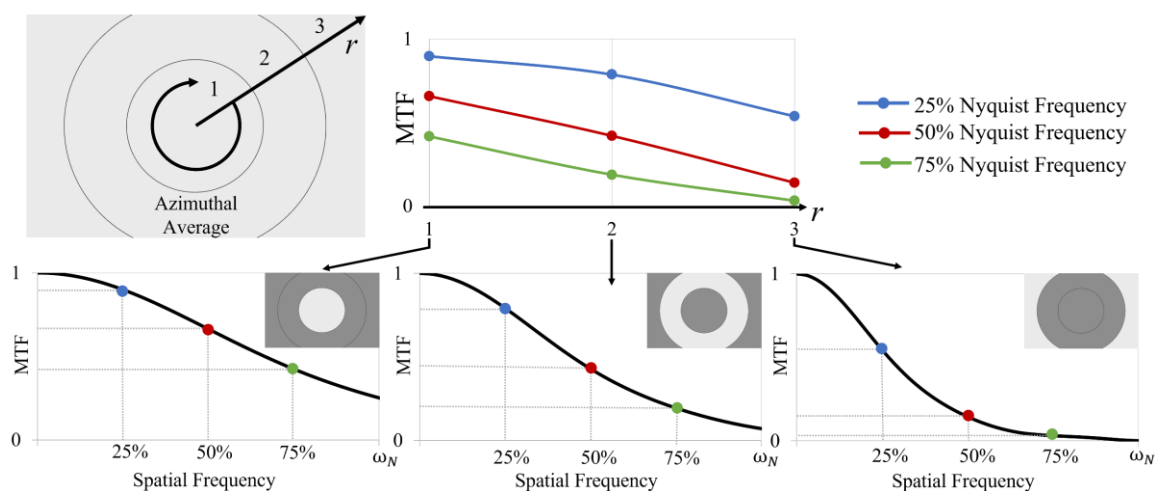 1
2
3
r
Azimuthal
Average
1
MTF
0
r
1
2
3
25% Nyquist Frequency
50% Nyquist Frequency
75% Nyquist Frequency
1
MTF
0
25%
50%
75%
ω_N
Spatial Frequency
1
MTF
0
25%
50%
75%
ω_N
Spatial Frequency
1
MTF
0
25%
50%
75%
ω_N
Spatial Frequency